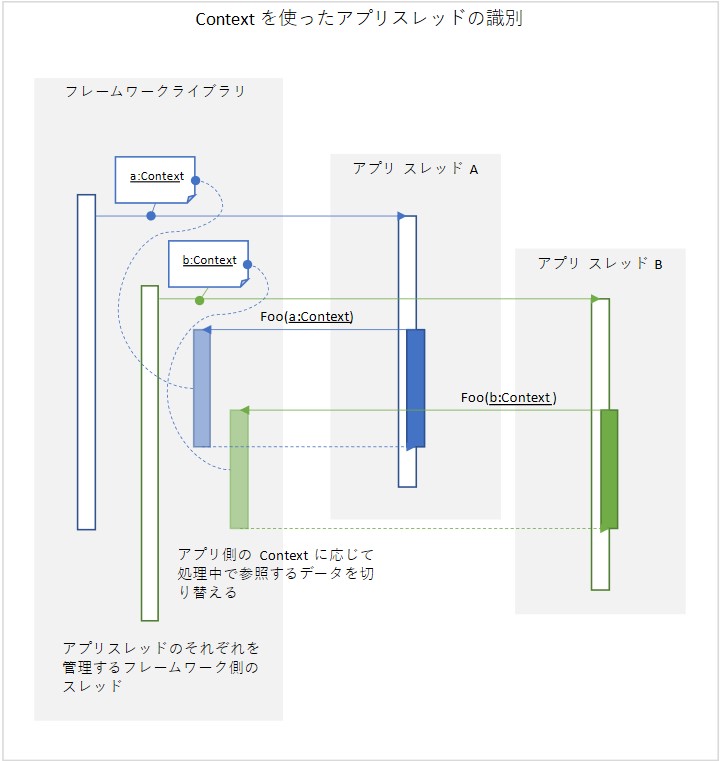 Context を使ったアプリスレッドの識別
フレームワークライブラリ
アプリ スレッド A
a:Context
b:Context
アプリ スレッド B
Foo(a:Context)
Foo(b:Context )
アプリ側の Context に応じて
処理中で参照するデータを切
り替える
アプリスレッドのそれぞれを
管理するフレームワーク側の
スレッド